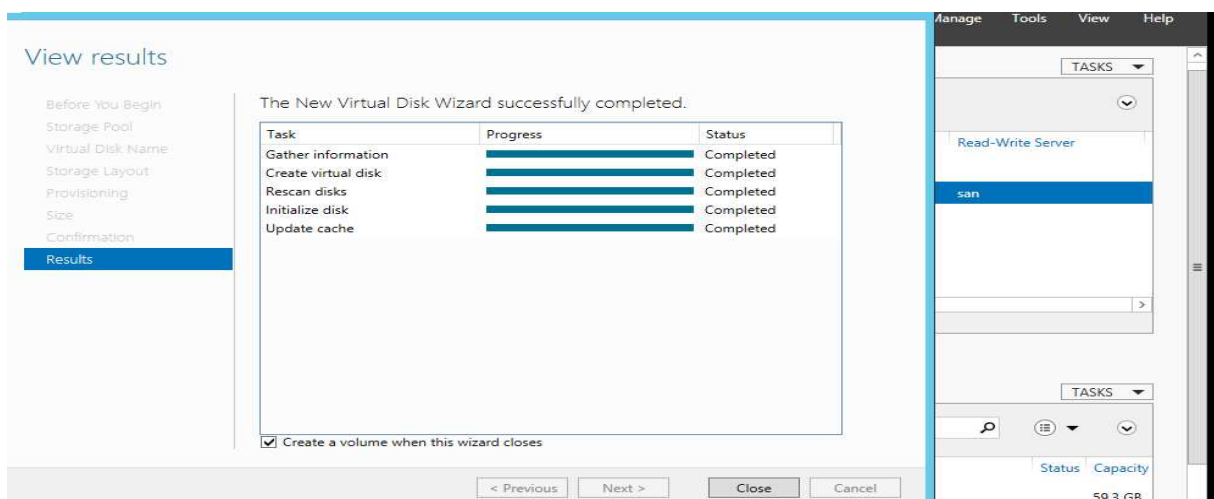 Manage Tools View Help
View results
TASKS
Before You Begin
Storage Pool
Virtual Disk Name
Storage Layout
Provisioning
Size
Confirmation
Results
The New Virtual Disk Wizard successfully completed.
Task Progress Status
Gather information Completed
Create virtual disk Completed
Rescan disks Completed
Initialize disk Completed
Update cache Completed
Create a volume when this wizard closes
< Previous Next > Close Cancel
Read-Write Server
san
TASKS
Status Capacity
59.3 GB